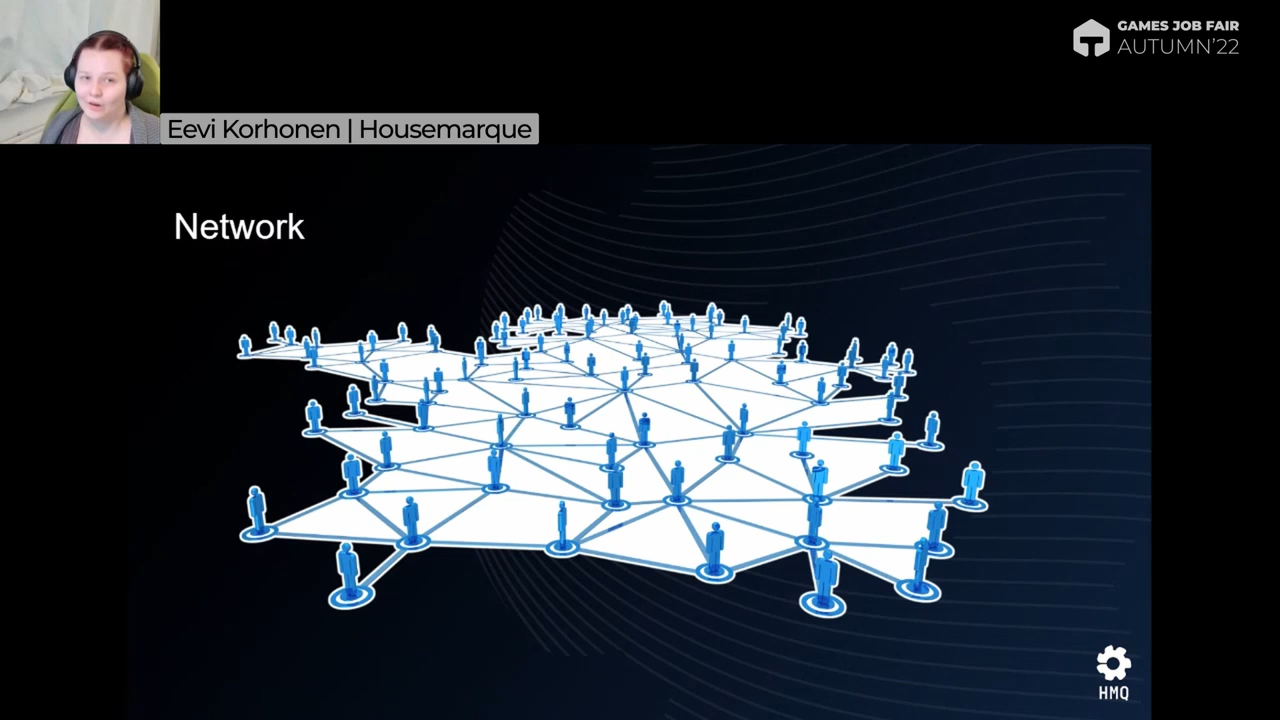 GAMES JOB FAIR
AUTUMN'22
Eevi Korhonen | Housemarque
Network
HMQ